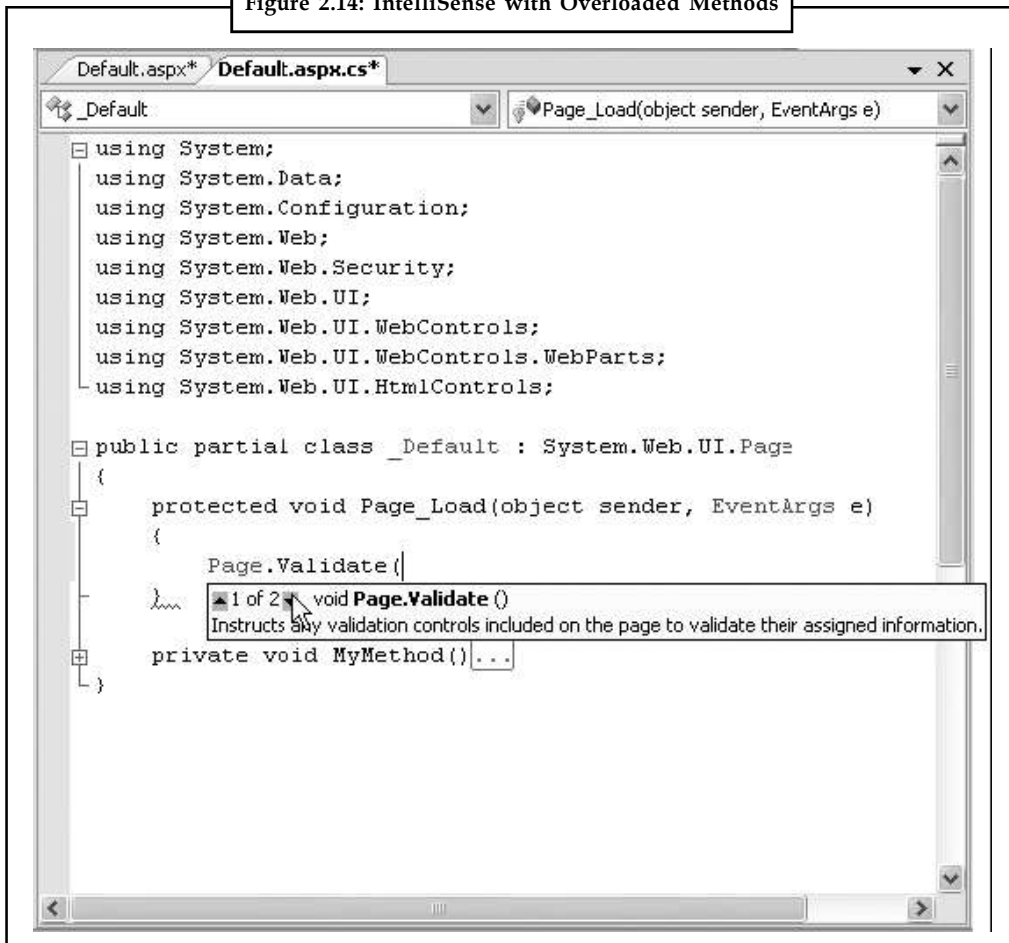 Figure 2.14: IntelliSense with Overloaded Methods
Default.aspx* Default.aspx.cs*
_Default Page_Load(object sender, EventArgs e)
using System;
using System.Data;
using System.Configuration;
using System.Web;
using System.Web.Security;
using System.Web.UI;
using System.Web.UI.WebControls;
using System.Web.UI.WebControls.WebParts;
using System.Web.UI.HtmlControls;
public partial class _Default : System.Web.UI.Page
{
protected void Page_Load(object sender, EventArgs e)
{
Page.Validate(
}
1 of 2 void Page.Validate ()
Instructs any validation controls included on the page to validate their assigned information.
private void MyMethod()...
}